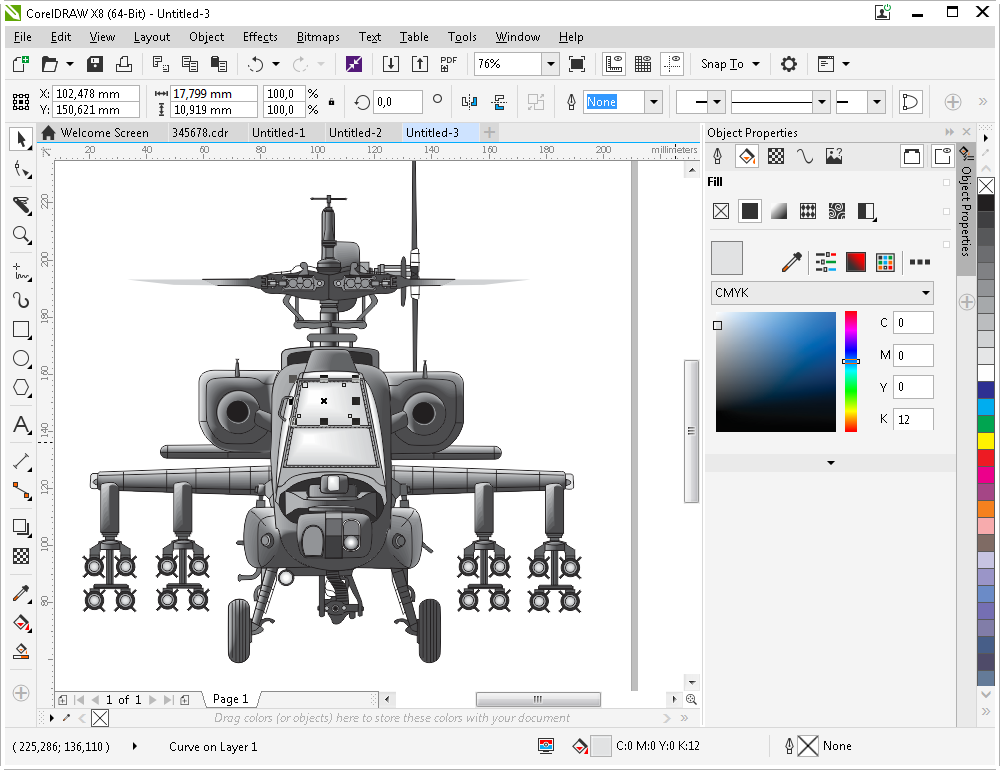 CorelDRAW X8 (64-Bit) - Untitled-3
File Edit View Layout Object Effects Bitmaps Text Table Tools Window Help
PDF 76% Snap To
X: 102,478 mm 17,799 mm 100,0 % 0,0 None
Y: 150,621 mm 10,919 mm 100,0 %
Welcome Screen 345678.cdr Untitled-1 Untitled-2 Untitled-3
20 40 60 80 100 120 140 160 180 200 millimeters
220
200
180
160
140
120
100
80
Object Properties
Object Properties
Fill
CMYK
C 0
M 0
Y 0
K 12
1 of 1 Page 1
Drag colors (or objects) here to store these colors with your document
( 225,286; 136,110 ) Curve on Layer 1 C:0 M:0 Y:0 K:12 None